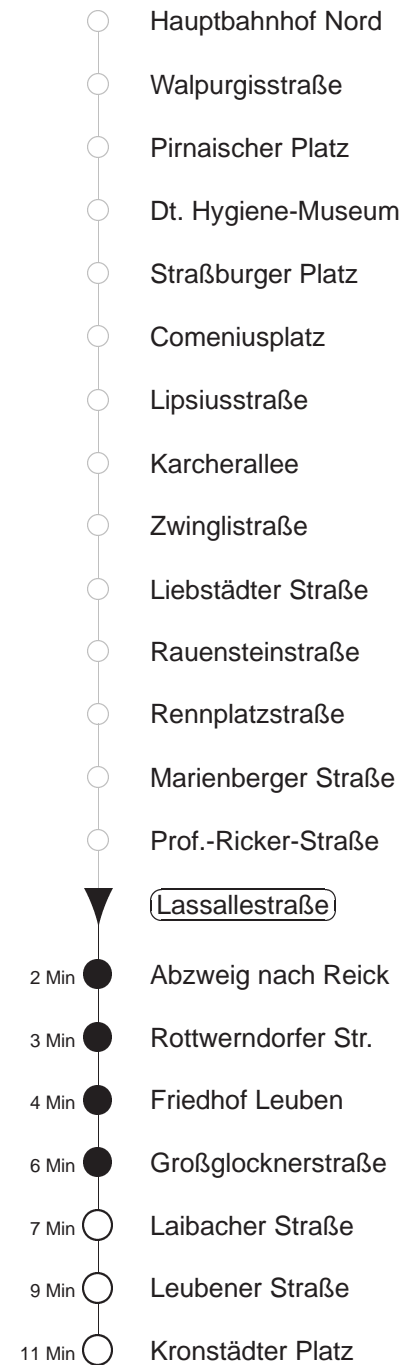 Hauptbahnhof Nord
Walpurgisstraße
Pirnaischer Platz
Dt. Hygiene-Museum
Straßburger Platz
Comeniusplatz
Lipsiusstraße
Karcherallee
Zwinglistraße
Liebstädter Straße
Rauensteinstraße
Rennplatzstraße
Marienberger Straße
Prof.-Ricker-Straße
Lassallestraße
2 Min Abzweig nach Reick
3 Min Rottwerndorfer Str.
4 Min Friedhof Leuben
6 Min Großglocknerstraße
7 Min Laibacher Straße
9 Min Leubener Straße
11 Min Kronstädter Platz